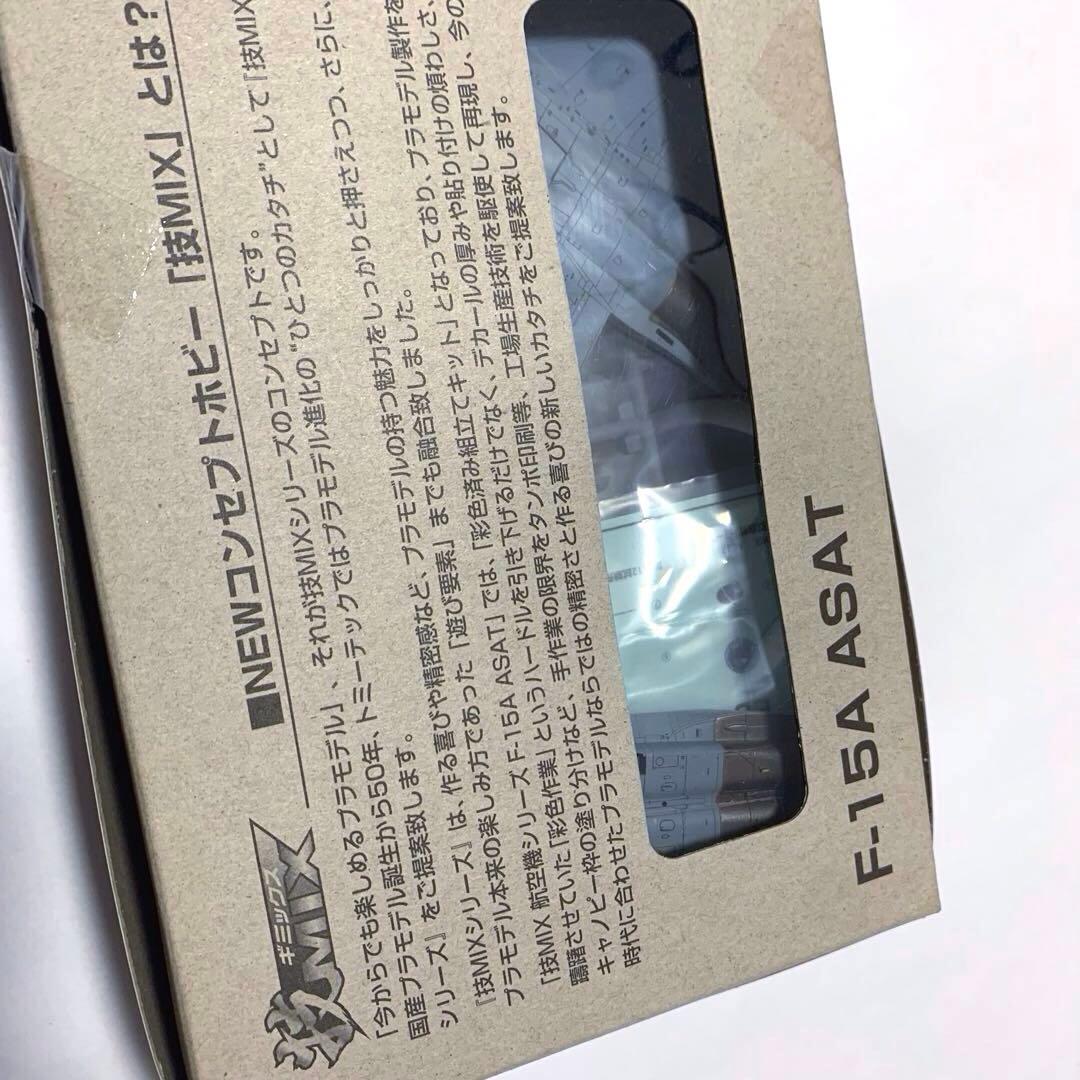 ギミックス
技MIX
■NEWコンセプトホビー「技MIX」とは？
「今からでも楽しめるプラモデル」、それが技MIXシリーズのコンセプトです。
国産プラモデル誕生から50年、トミーテックではプラモデル進化の"ひとつのカタチ"として『技MIX
シリーズ』をご提案致します。
『技MIXシリーズ』は、作る喜びや精密感など、プラモデルの持つ魅力をしっかりと押さえつつ、さらに、
プラモデル本来の楽しみ方であった「遊び要素」までも融合致しました。
「技MIX 航空機シリーズ F-15A ASAT」では、「彩色済み組立てキット」となっており、プラモデル製作を
躊躇させていた「彩色作業」というハードルを引き下げるだけでなく、デカールの厚みや貼り付けの煩わしさ、
キャノピー枠の塗り分けなど、手作業の限界をタンポ印刷等、工場生産技術を駆使して再現し、今の
時代に合わせたプラモデルならではの精密さと作る喜びの新しいカタチをご提案致します。
F-15A ASAT